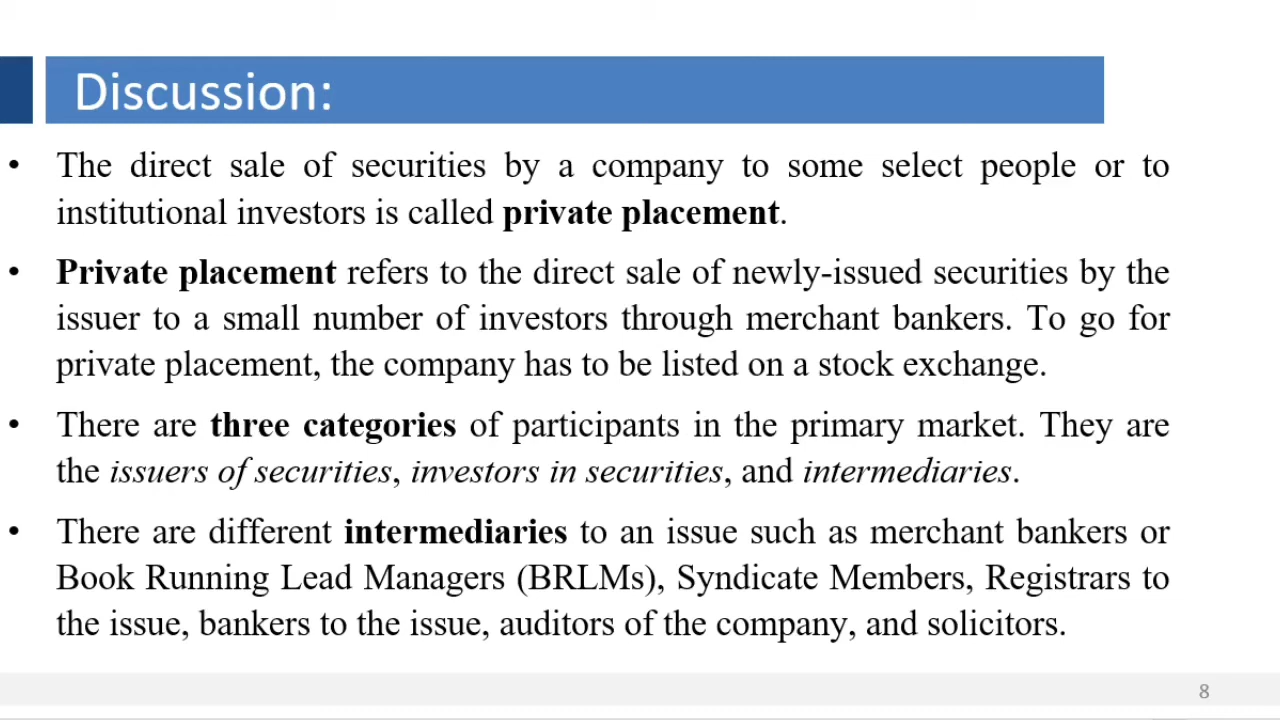 Discussion:
• The direct sale of securities by a company to some select people or to
institutional investors is called private placement.
• Private placement refers to the direct sale of newly-issued securities by the
issuer to a small number of investors through merchant bankers. To go for
private placement, the company has to be listed on a stock exchange.
• There are three categories of participants in the primary market. They are
the issuers of securities, investors in securities, and intermediaries.
• There are different intermediaries to an issue such as merchant bankers or
Book Running Lead Managers (BRLMs), Syndicate Members, Registrars to
the issue, bankers to the issue, auditors of the company, and solicitors.
8